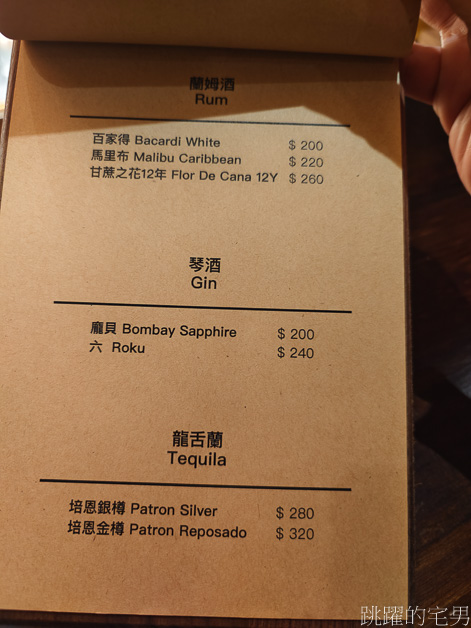 蘭姆酒
Rum
百家得 Bacardi White $ 200
馬里布 Malibu Caribbean $ 220
甘蔗之花12年 Flor De Cana 12Y $ 260
琴酒
Gin
龐貝 Bombay Sapphire $ 200
六 Roku $ 240
龍舌蘭
Tequila
培恩銀樽 Patron Silver $ 280
培恩金樽 Patron Reposado $ 320
跳躍的宅男